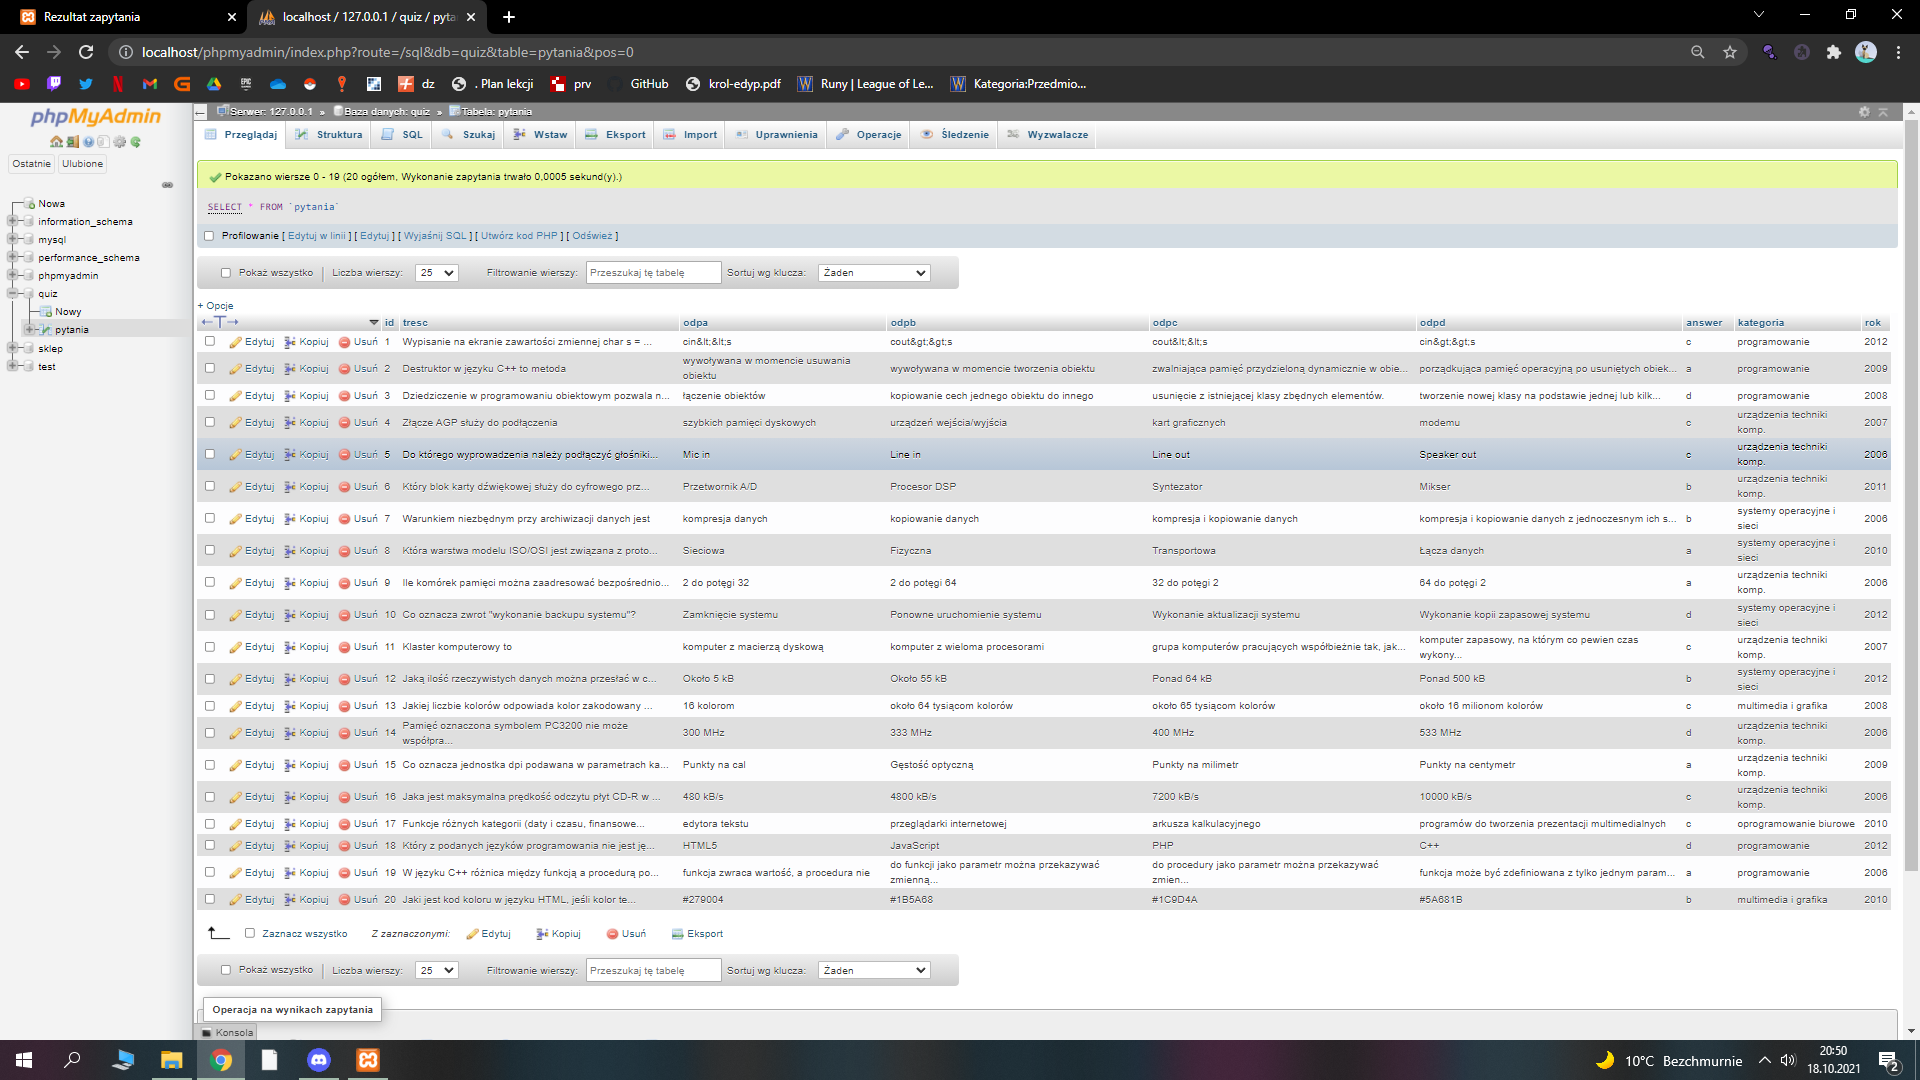 Rezultat zapytania
localhost / 127.0.0.1 / quiz / pyta
localhost/phpmyadmin/index.php?route=/sql&db=quiz&table=pytania&pos=0
dz
. Plan lekcji
prv
GitHub
krol-edyp.pdf
Runy | League of Le...
Kategoria:Przedmio...
phpMyAdmin
Ostatnie
Ulubione
Nowa
information_schema
mysql
performance_schema
phpmyadmin
quiz
Nowy
pytania
sklep
test
Serwer: 127.0.0.1 » Baza danych: quiz » Tabela: pytania
Przeglądaj Struktura SQL Szukaj Wstaw Eksport Import Uprawnienia Operacje Śledzenie Wyzwalacze
Pokazano wiersze 0 - 19 (20 ogółem, Wykonanie zapytania trwało 0,0005 sekund(y).)
SELECT * FROM `pytania`
Profilowanie [ Edytuj w linii ] [ Edytuj ] [ Wyjaśnij SQL ] [ Utwórz kod PHP ] [ Odśwież ]
Pokaż wszystko Liczba wierszy: 25 Filtrowanie wierszy: Przeszukaj tę tabelę Sortuj wg klucza: Żaden
+ Opcje
id tresc odpa odpb odpc odpd answer kategoria rok
Edytuj Kopiuj Usuń 1 Wypisanie na ekranie zawartości zmiennej char s = ... cin&lt;&lt;s cout&gt;&gt;s cout&lt;&lt;s cin&gt;&gt;s c programowanie 2012
Edytuj Kopiuj Usuń 2 Destruktor w języku C++ to metoda wywoływana w momencie usuwania obiektu wywoływana w momencie tworzenia obiektu zwalniająca pamięć przydzieloną dynamicznie w obie... porządkująca pamięć operacyjną po usuniętych obiek... a programowanie 2009
Edytuj Kopiuj Usuń 3 Dziedziczenie w programowaniu obiektowym pozwala n... łączenie obiektów kopiowanie cech jednego obiektu do innego usunięcie z istniejącej klasy zbędnych elementów. tworzenie nowej klasy na podstawie jednej lub kilk... d programowanie 2008
Edytuj Kopiuj Usuń 4 Złącze AGP służy do podłączenia szybkich pamięci dyskowych urządzeń wejścia/wyjścia kart graficznych modemu c urządzenia techniki komp. 2007
Edytuj Kopiuj Usuń 5 Do którego wyprowadzenia należy podłączyć głośniki... Mic in Line in Line out Speaker out c urządzenia techniki komp. 2006
Edytuj Kopiuj Usuń 6 Który blok karty dźwiękowej służy do cyfrowego prz... Przetwornik A/D Procesor DSP Syntezator Mikser b urządzenia techniki komp. 2011
Edytuj Kopiuj Usuń 7 Warunkiem niezbędnym przy archiwizacji danych jest kompresja danych kopiowanie danych kompresja i kopiowanie danych kompresja i kopiowanie danych z jednoczesnym ich s... b systemy operacyjne i sieci 2006
Edytuj Kopiuj Usuń 8 Która warstwa modelu ISO/OSI jest związana z proto... Sieciowa Fizyczna Transportowa Łącza danych a systemy operacyjne i sieci 2010
Edytuj Kopiuj Usuń 9 Ile komórek pamięci można zaadresować bezpośrednio... 2 do potęgi 32 2 do potęgi 64 32 do potęgi 2 64 do potęgi 2 a urządzenia techniki komp. 2006
Edytuj Kopiuj Usuń 10 Co oznacza zwrot "wykonanie backupu systemu"? Zamknięcie systemu Ponowne uruchomienie systemu Wykonanie aktualizacji systemu Wykonanie kopii zapasowej systemu d systemy operacyjne i sieci 2012
Edytuj Kopiuj Usuń 11 Klaster komputerowy to komputer z macierzą dyskową komputer z wieloma procesorami grupa komputerów pracujących współbieżnie tak, jak... komputer zapasowy, na którym co pewien czas wykony... c urządzenia techniki komp. 2007
Edytuj Kopiuj Usuń 12 Jaką ilość rzeczywistych danych można przesłać w c... Około 5 kB Około 55 kB Ponad 64 kB Ponad 500 kB b systemy operacyjne i sieci 2012
Edytuj Kopiuj Usuń 13 Jakiej liczbie kolorów odpowiada kolor zakodowany ... 16 kolorom około 64 tysiącom kolorów około 65 tysiącom kolorów około 16 milionom kolorów c multimedia i grafika 2008
Edytuj Kopiuj Usuń 14 Pamięć oznaczona symbolem PC3200 nie może współpra... 300 MHz 333 MHz 400 MHz 533 MHz d urządzenia techniki komp. 2006
Edytuj Kopiuj Usuń 15 Co oznacza jednostka dpi podawana w parametrach ka... Punkty na cal Gęstość optyczną Punkty na milimetr Punkty na centymetr a urządzenia techniki komp. 2009
Edytuj Kopiuj Usuń 16 Jaka jest maksymalna prędkość odczytu płyt CD-R w ... 480 kB/s 4800 kB/s 7200 kB/s 10000 kB/s c urządzenia techniki komp. 2006
Edytuj Kopiuj Usuń 17 Funkcje różnych kategorii (daty i czasu, finansowe... edytora tekstu przeglądarki internetowej arkusza kalkulacyjnego programów do tworzenia prezentacji multimedialnych c oprogramowanie biurowe 2010
Edytuj Kopiuj Usuń 18 Który z podanych języków programowania nie jest ję... HTML5 JavaScript PHP C++ d programowanie 2012
Edytuj Kopiuj Usuń 19 W języku C++ różnica między funkcją a procedurą po... funkcja zwraca wartość, a procedura nie do funkcji jako parametr można przekazywać zmienną... do procedury jako parametr można przekazywać zmien... funkcja może być zdefiniowana z tylko jednym param... a programowanie 2006
Edytuj Kopiuj Usuń 20 Jaki jest kod koloru w języku HTML, jeśli kolor te... #279004 #1B5A68 #1C9D4A #5A681B b multimedia i grafika 2010
Zaznacz wszystko Z zaznaczonymi: Edytuj Kopiuj Usuń Eksport
Pokaż wszystko Liczba wierszy: 25 Filtrowanie wierszy: Przeszukaj tę tabelę Sortuj wg klucza: Żaden
Operacja na wynikach zapytania
Konsola
10°C Bezchmurnie
20:50
18.10.2021
2